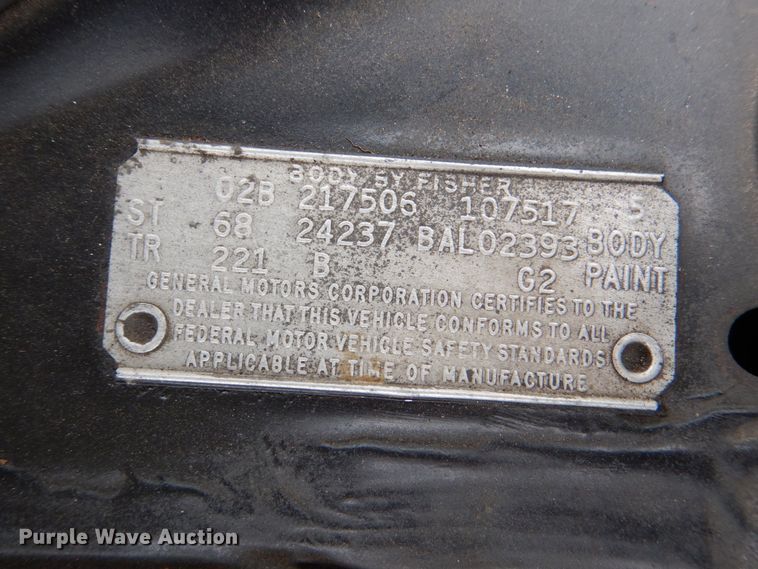 BODY BY FISHER
02B 217506 107517 5
ST 68 24237 BAL02393 BODY
TR 221 B G2 PAINT
GENERAL MOTORS CORPORATION CERTIFIES TO THE
DEALER THAT THIS VEHICLE CONFORMS TO ALL
FEDERAL MOTOR VEHICLE SAFETY STANDARDS
APPLICABLE AT TIME OF MANUFACTURE
Purple Wave Auction